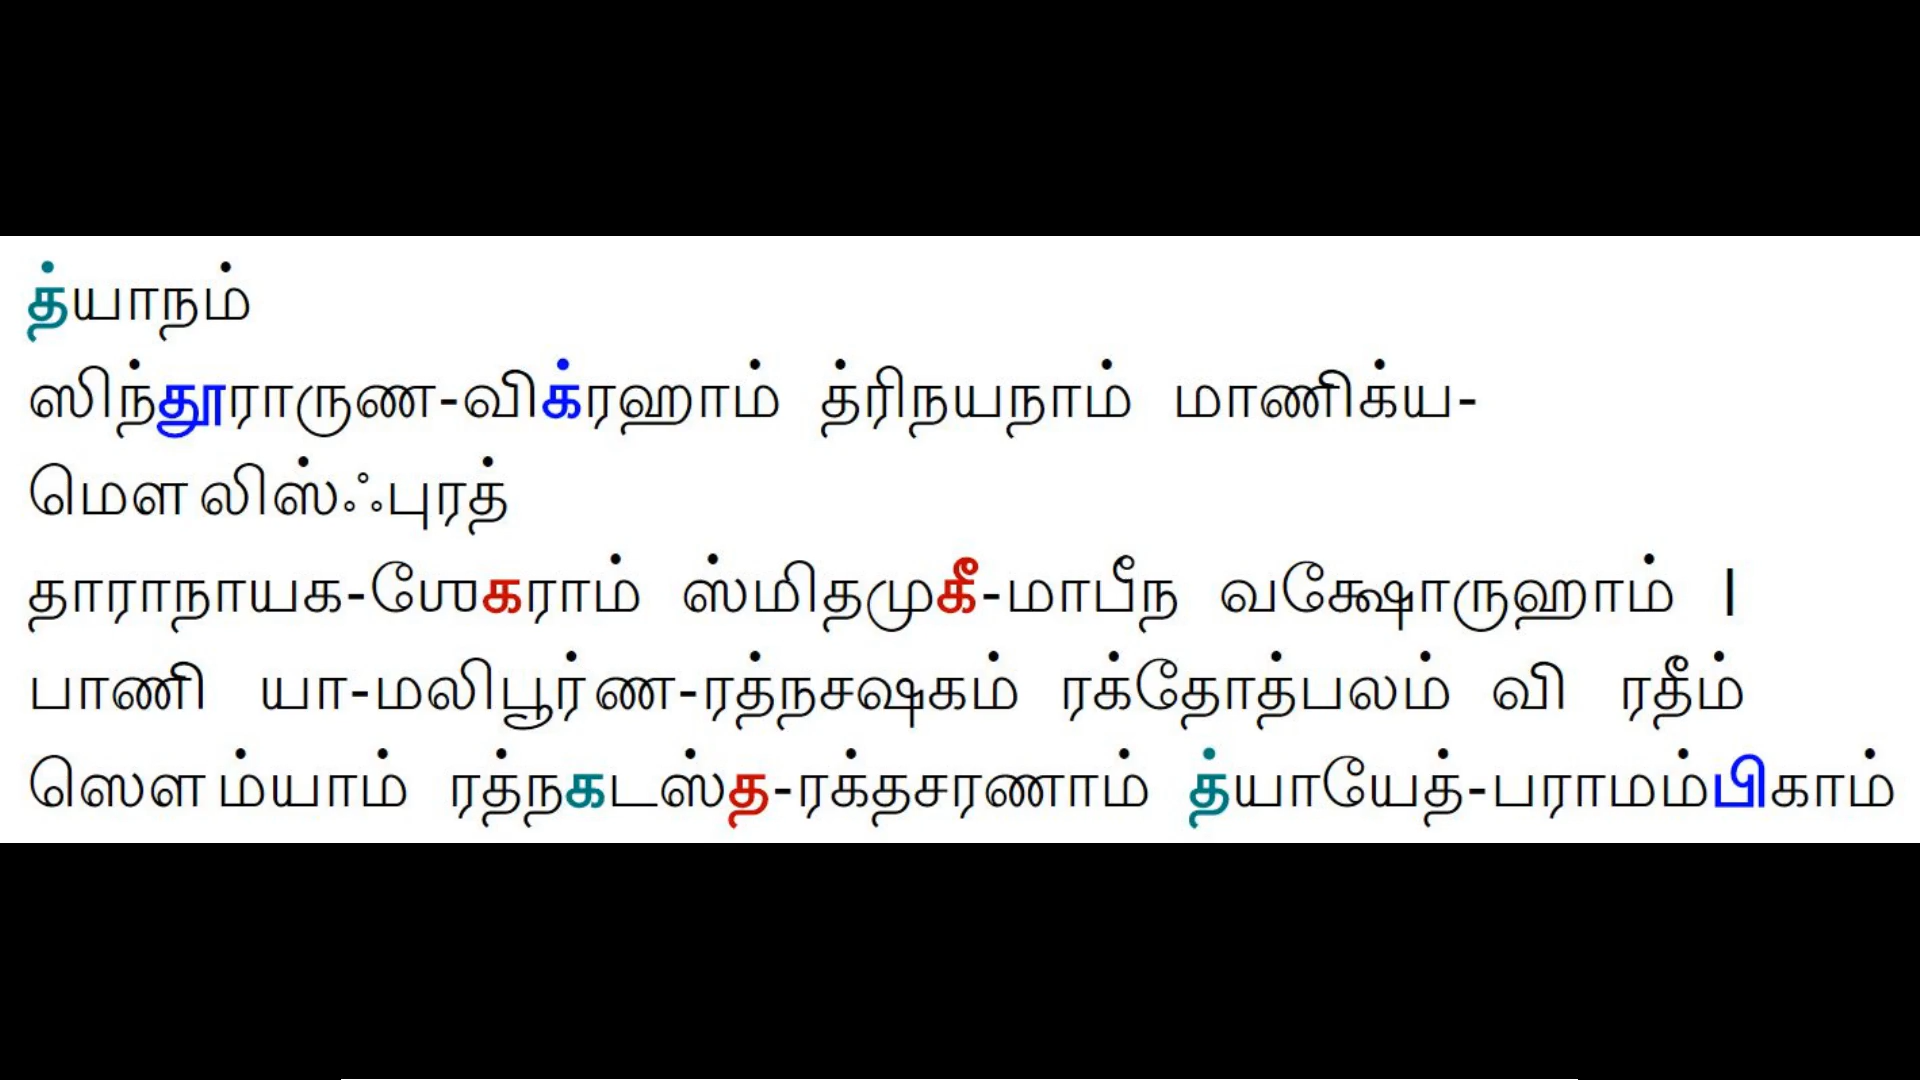 த்யாநம்
ஸிந்தூராருண-விக்ரஹாம் த்ரிநயநாம் மாணிக்ய-
மௌலிஸ்ஃபுரத்
தாராநாயக-ஶேகராம் ஸ்மிதமுகீ-மாபீந வக்ஷோருஹாம் |
பாணி யா-மலிபூர்ண-ரத்நசஷகம் ரக்தோத்பலம் வி ரதீம்
ஸௌம்யாம் ரத்நகடஸ்த-ரக்தசரணாம் த்யாயேத்-பராமம்பிகாம்